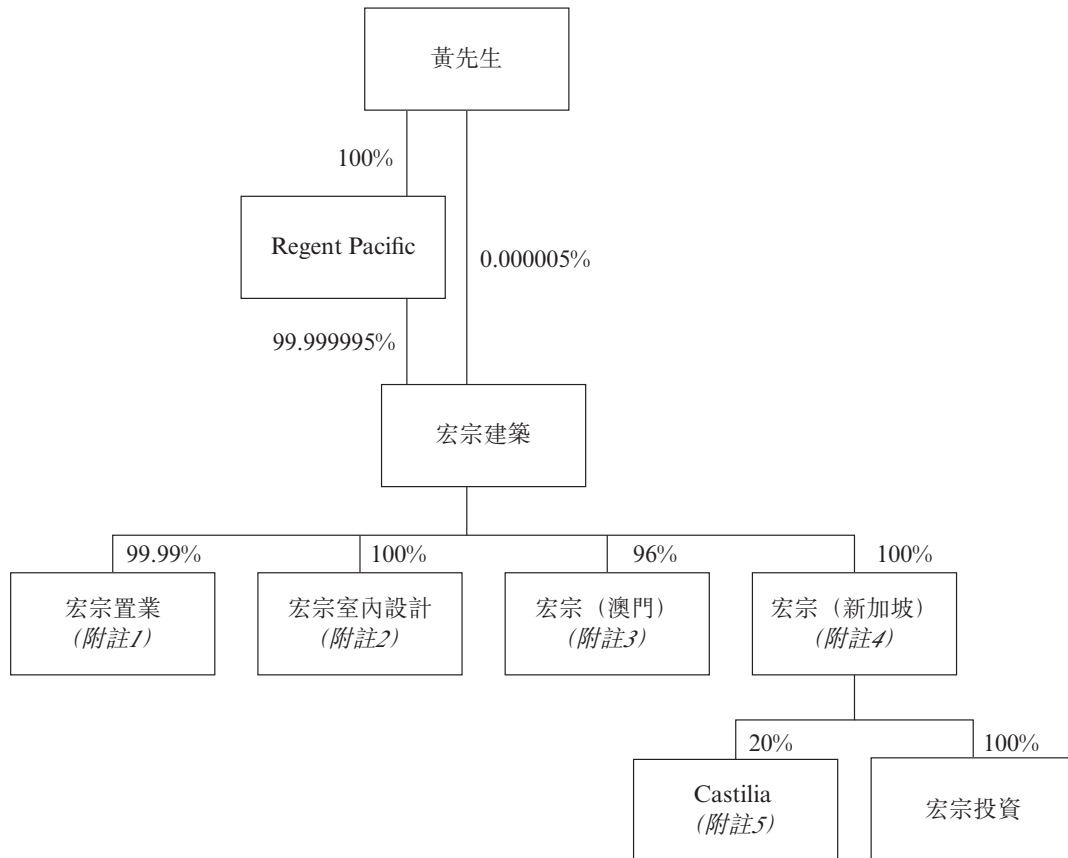 黃先生
100%
Regent Pacific
0.000005%
99.999995%
宏宗建築
99.99%
100%
96%
100%
宏宗置業
(附註1)
宏宗室內設計
(附註2)
宏宗（澳門）
(附註3)
宏宗（新加坡）
(附註4)
20%
100%
Castilia
(附註5)
宏宗投資